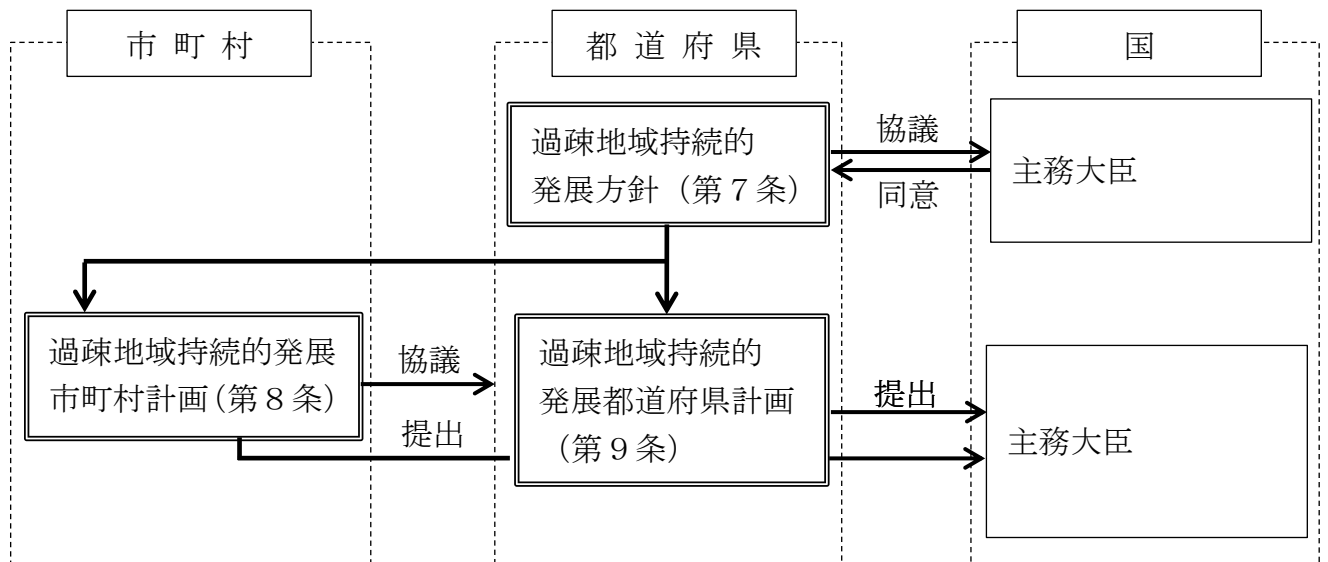 市町村
都道府県
国
過疎地域持続的
発展方針（第７条）
協議
同意
主務大臣
過疎地域持続的発展
市町村計画（第８条）
協議
提出
過疎地域持続的
発展都道府県計画
（第９条）
提出
主務大臣